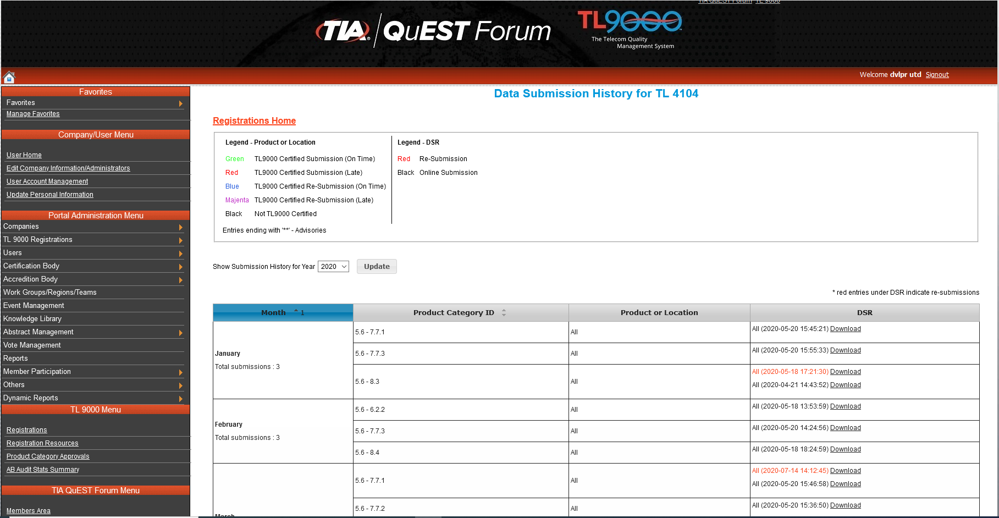 TIA QuEST Forum TL 9000
TIA® QuEST Forum
TL9000™
The Telecom Quality
Management System
Welcome dvlpr utd Signout
Favorites
Favorites
Manage Favorites
Company/User Menu
User Home
Edit Company Information/Administrators
User Account Management
Update Personal Information
Portal Administration Menu
Companies
TL 9000 Registrations
Users
Certification Body
Accredition Body
Work Groups/Regions/Teams
Event Management
Knowledge Library
Abstract Management
Vote Management
Reports
Member Participation
Others
Dynamic Reports
TL 9000 Menu
Registrations
Registration Resources
Product Category Approvals
AB Audit Stats Summary
TIA QuEST Forum Menu
Members Area
Data Submission History for TL 4104
Registrations Home
Legend - Product or Location
Green TL9000 Certified Submission (On Time)
Red TL9000 Certified Submission (Late)
Blue TL9000 Certified Re-Submission (On Time)
Majenta TL9000 Certified Re-Submission (Late)
Black Not TL9000 Certified
Entries ending with '**' - Advisories
Legend - DSR
Red Re-Submission
Black Online Submission
Show Submission History for Year 2020 Update
* red entries under DSR indicate re-submissions
Month 1 Product Category ID Product or Location DSR
January
Total submissions : 3
5.6 - 7.7.1 All All (2020-05-20 15:45:21) Download
5.6 - 7.7.3 All All (2020-05-20 15:55:33) Download
5.6 - 8.3 All All (2020-05-18 17:21:30) Download
All (2020-04-21 14:43:52) Download
February
Total submissions : 3
5.6 - 6.2.2 All All (2020-05-18 13:53:59) Download
5.6 - 7.7.3 All All (2020-05-20 14:24:56) Download
5.6 - 8.4 All All (2020-05-18 18:24:59) Download
March
5.6 - 7.7.1 All All (2020-07-14 14:12:45) Download
All (2020-05-20 15:46:58) Download
5.6 - 7.7.2 All All (2020-05-20 15:36:50) Download